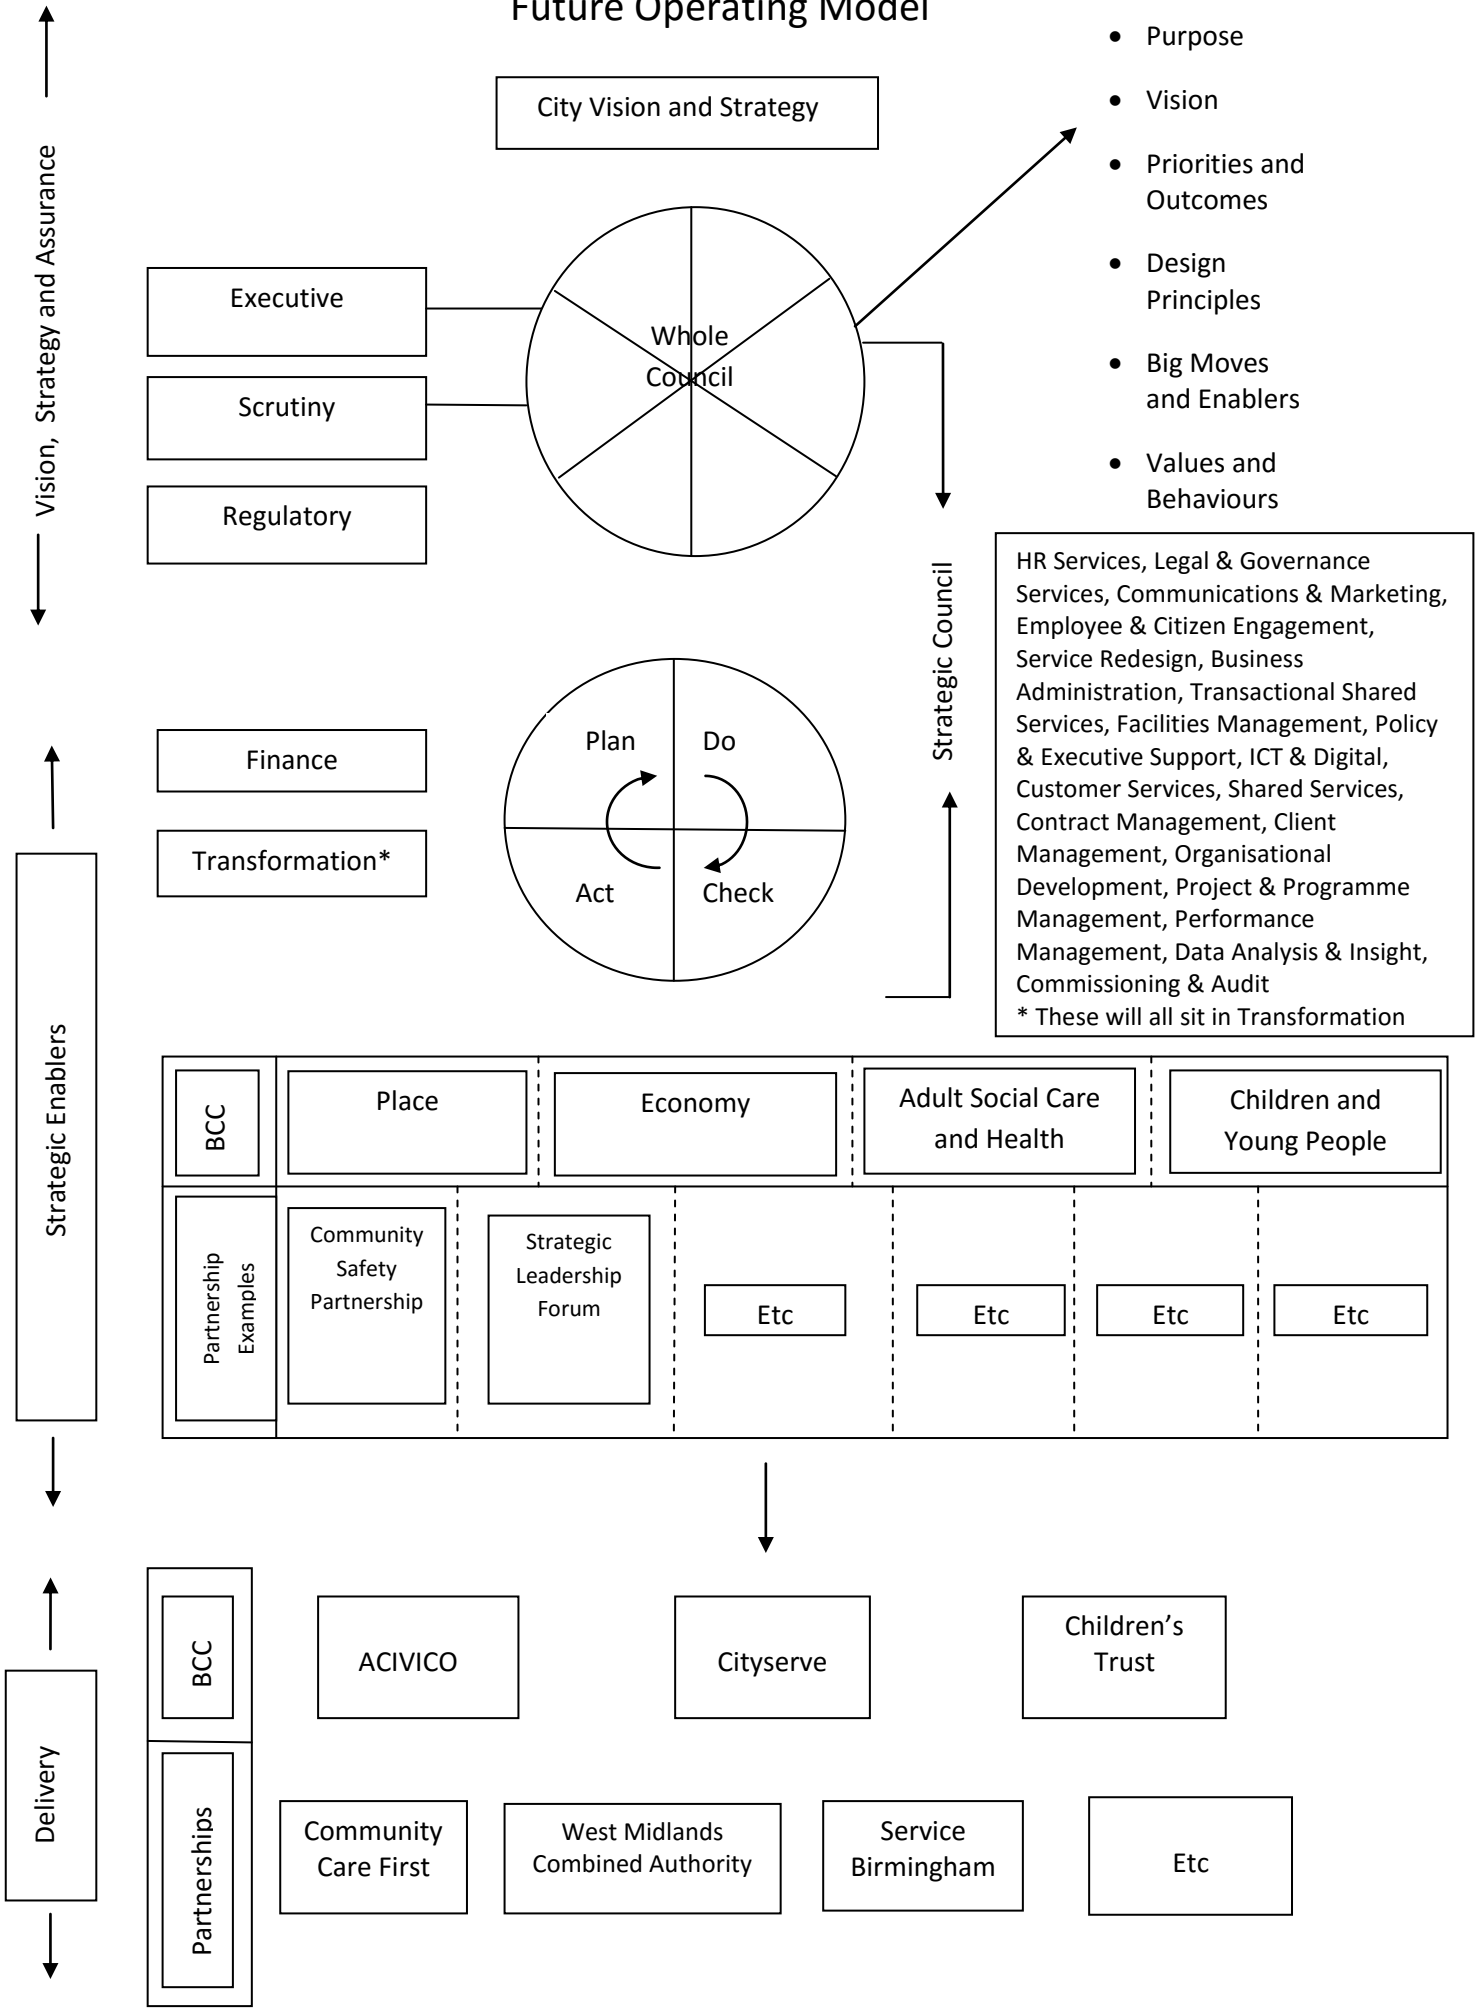 Future Operating Model
Purpose
Vision
Priorities and
Outcomes
Design
Principles
Big Moves
and Enablers
Values and
Behaviours
City Vision and Strategy
Vision, Strategy and Assurance
Executive
Scrutiny
Regulatory
Whole
Council
Strategic Council
HR Services, Legal & Governance
Services, Communications & Marketing,
Employee & Citizen Engagement,
Service Redesign, Business
Administration, Transactional Shared
Services, Facilities Management, Policy
& Executive Support, ICT & Digital,
Customer Services, Shared Services,
Contract Management, Client
Management, Organisational
Development, Project & Programme
Management, Performance
Management, Data Analysis & Insight,
Commissioning & Audit
* These will all sit in Transformation
Finance
Transformation*
Plan
Do
Act
Check
Strategic Enablers
BCC
Place
Economy
Adult Social Care
and Health
Children and
Young People
Partnership
Examples
Community
Safety
Partnership
Strategic
Leadership
Forum
Etc
Etc
Etc
Etc
Delivery
BCC
ACIVICO
Cityserve
Children’s
Trust
Partnerships
Community
Care First
West Midlands
Combined Authority
Service
Birmingham
Etc